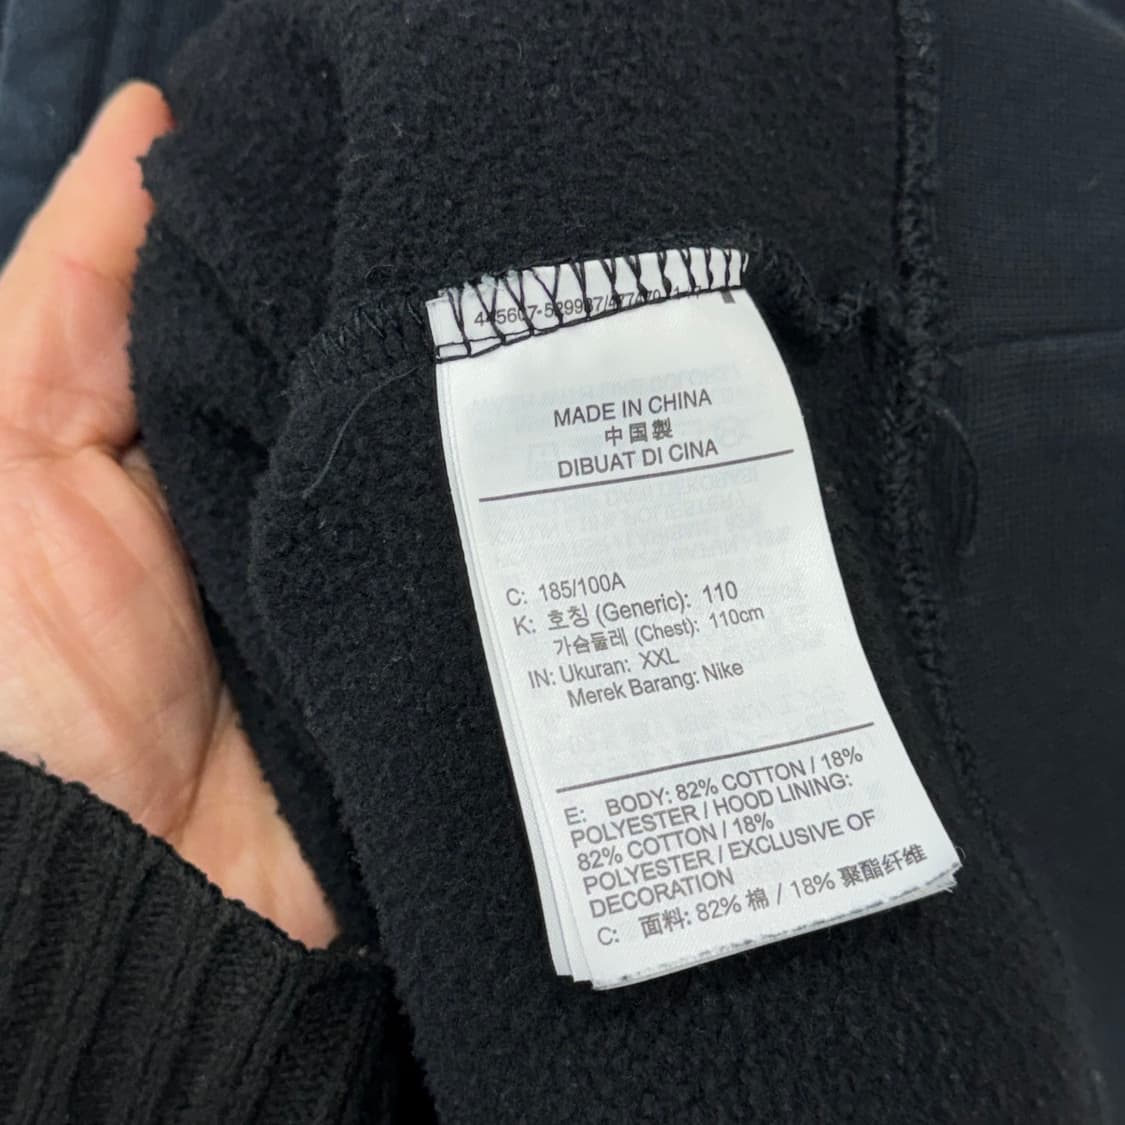 MADE IN CHINA
中国製
DIBUAT DI CINA
C: 185/100A
K: 호칭 (Generic): 110
가슴둘레 (Chest): 110cm
IN: Ukuran: XXL
Merek Barang: Nike
E: BODY: 82% COTTON / 18%
POLYESTER / HOOD LINING:
82% COTTON / 18%
POLYESTER / EXCLUSIVE OF
DECORATION
C: 面料: 82% 棉 / 18% 聚酯纤维